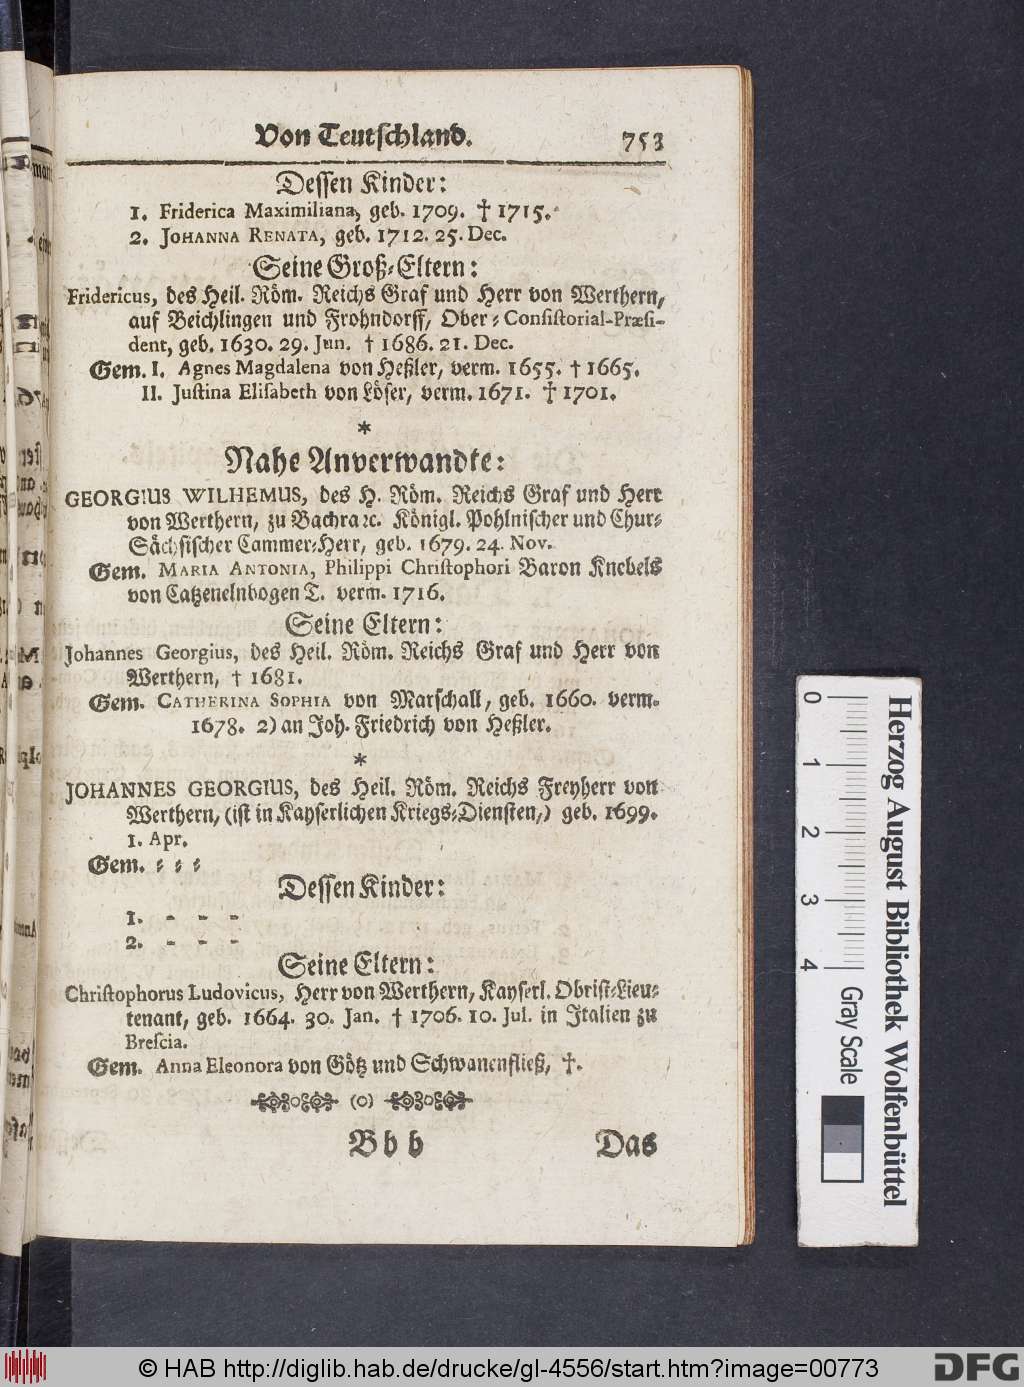 Von Teutschland. 753
Dessen Kinder:
1. Friderica Maximiliana, geb. 1709. † 1715.
2. JOHANNA RENATA, geb. 1712. 25. Dec.
Seine Groß-Eltern:
Fridericus, des Heil. Röm. Reichs Graf und Herr von Werthern,
auf Beichlingen und Frohndorff, Ober-Consistorial-Præsi-
dent, geb. 1630. 29. Jun. † 1686. 21. Dec.
Gem. I. Agnes Magdalena von Heßler, verm. 1655. † 1665.
II. Justina Elisabeth von Löser, verm. 1671. † 1701.
*
Nahe Anverwandte:
GEORGIUS WILHEMUS, des H. Röm. Reichs Graf und Herr
von Werthern, zu Bachra ꝛc. Königl. Pohlnischer und Chur-
Sächsischer Cammer-Herr, geb. 1679. 24. Nov.
Gem. MARIA ANTONIA, Philippi Christophori Baron Knebels
von Catzenelnbogen T. verm. 1716.
Seine Eltern:
Johannes Georgius, des Heil. Röm. Reichs Graf und Herr von
Werthern, † 1681.
Gem. CATHERINA SOPHIA von Marschall, geb. 1660. verm.
1678. 2) an Joh. Friedrich von Heßler.
*
JOHANNES GEORGIUS, des Heil. Röm. Reichs Freyherr von
Werthern, (ist in Kayserlichen Kriegs-Diensten,) geb. 1699.
1. Apr.
Gem. - - -
Dessen Kinder:
1. - - -
2. - - -
Seine Eltern:
Christophorus Ludovicus, Herr von Werthern, Kayserl. Obrist-Lieu-
tenant, geb. 1664. 30. Jan. † 1706. 10. Jul. in Italien zu
Brescia.
Gem. Anna Eleonora von Götz und Schwanenfließ, †.
(o)
B b b Das
0 1 2 3 4
Herzog August Bibliothek Wolfenbüttel
Gray Scale
© HAB http://diglib.hab.de/drucke/gl-4556/start.htm?image=00773
DFG